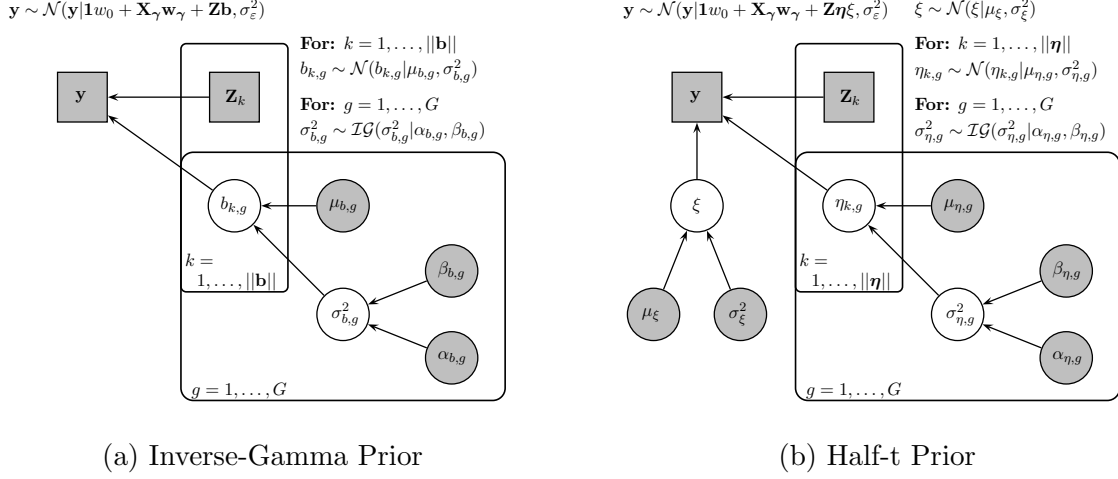 y ∼ N(y|1w₀ + X_γw_γ + Zb, σ²_ε)
For: k = 1, . . . , ||b||
b_{k,g} ∼ N(b_{k,g}|μ_{b,g}, σ²_{b,g})
For: g = 1, . . . , G
σ²_{b,g} ∼ IG(σ²_{b,g}|α_{b,g}, β_{b,g})
y
Z_k
b_{k,g}
μ_{b,g}
k =
1, . . . , ||b||
β_{b,g}
σ²_{b,g}
α_{b,g}
g = 1, . . . , G
(a) Inverse-Gamma Prior
y ∼ N(y|1w₀ + X_γw_γ + Zηξ, σ²_ε) ξ ∼ N(ξ|μ_ξ, σ²_ξ)
For: k = 1, . . . , ||η||
η_{k,g} ∼ N(η_{k,g}|μ_{η,g}, σ²_{η,g})
For: g = 1, . . . , G
σ²_{η,g} ∼ IG(σ²_{η,g}|α_{η,g}, β_{η,g})
y
Z_k
ξ
η_{k,g}
μ_{η,g}
k =
1, . . . , ||η||
β_{η,g}
μ_ξ
σ²_ξ
σ²_{η,g}
α_{η,g}
g = 1, . . . , G
(b) Half-t Prior